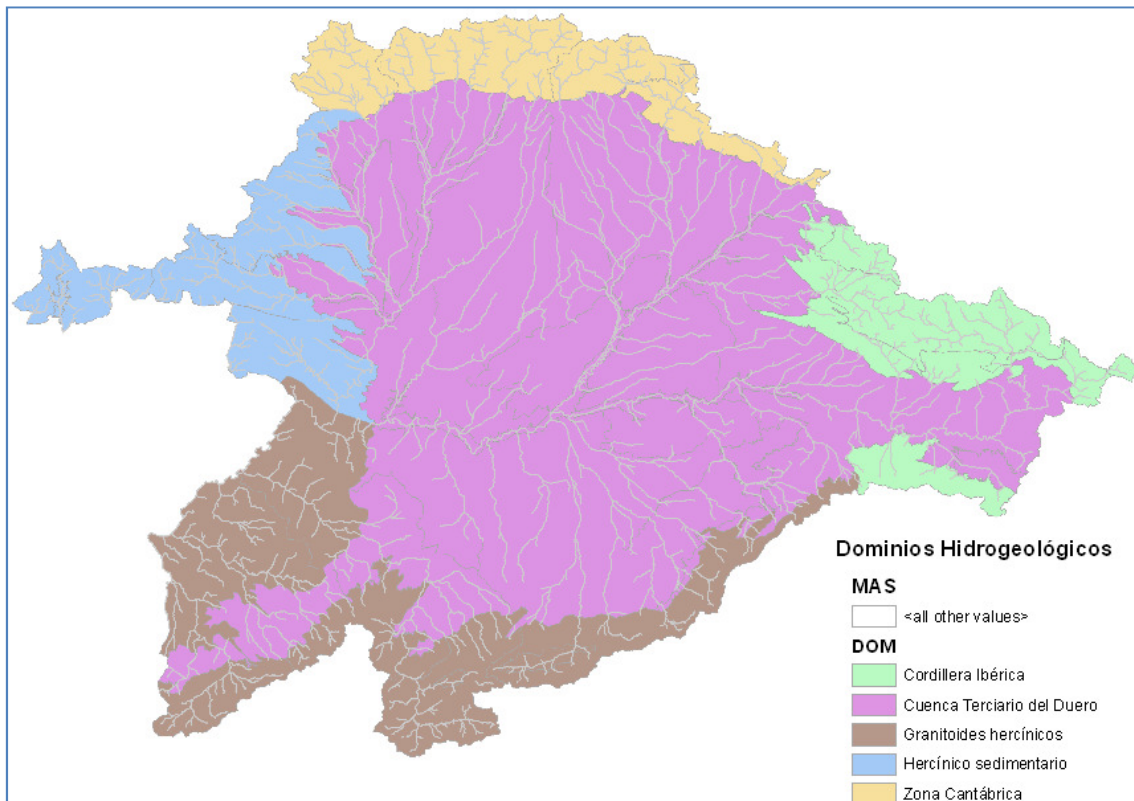 Dominios Hidrogeológicos
MAS
<all other values>
DOM
Cordillera Ibérica
Cuenca Terciario del Duero
Granitoides hercínicos
Hercínico sedimentario
Zona Cantábrica